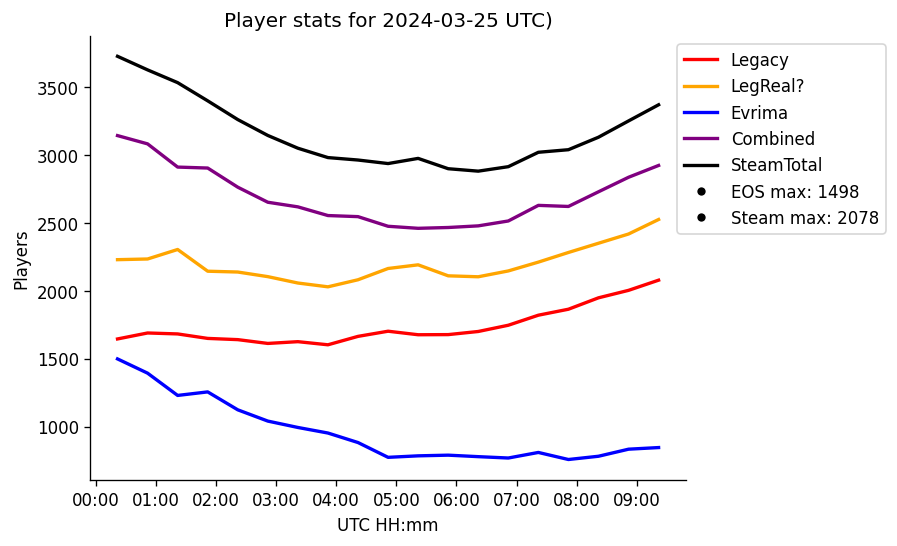 Player stats for 2024-03-25 UTC)
Players
3500
3000
2500
2000
1500
1000
00:00 01:00 02:00 03:00 04:00 05:00 06:00 07:00 08:00 09:00
UTC HH:mm
Legacy
LegReal?
Evrima
Combined
SteamTotal
EOS max: 1498
Steam max: 2078